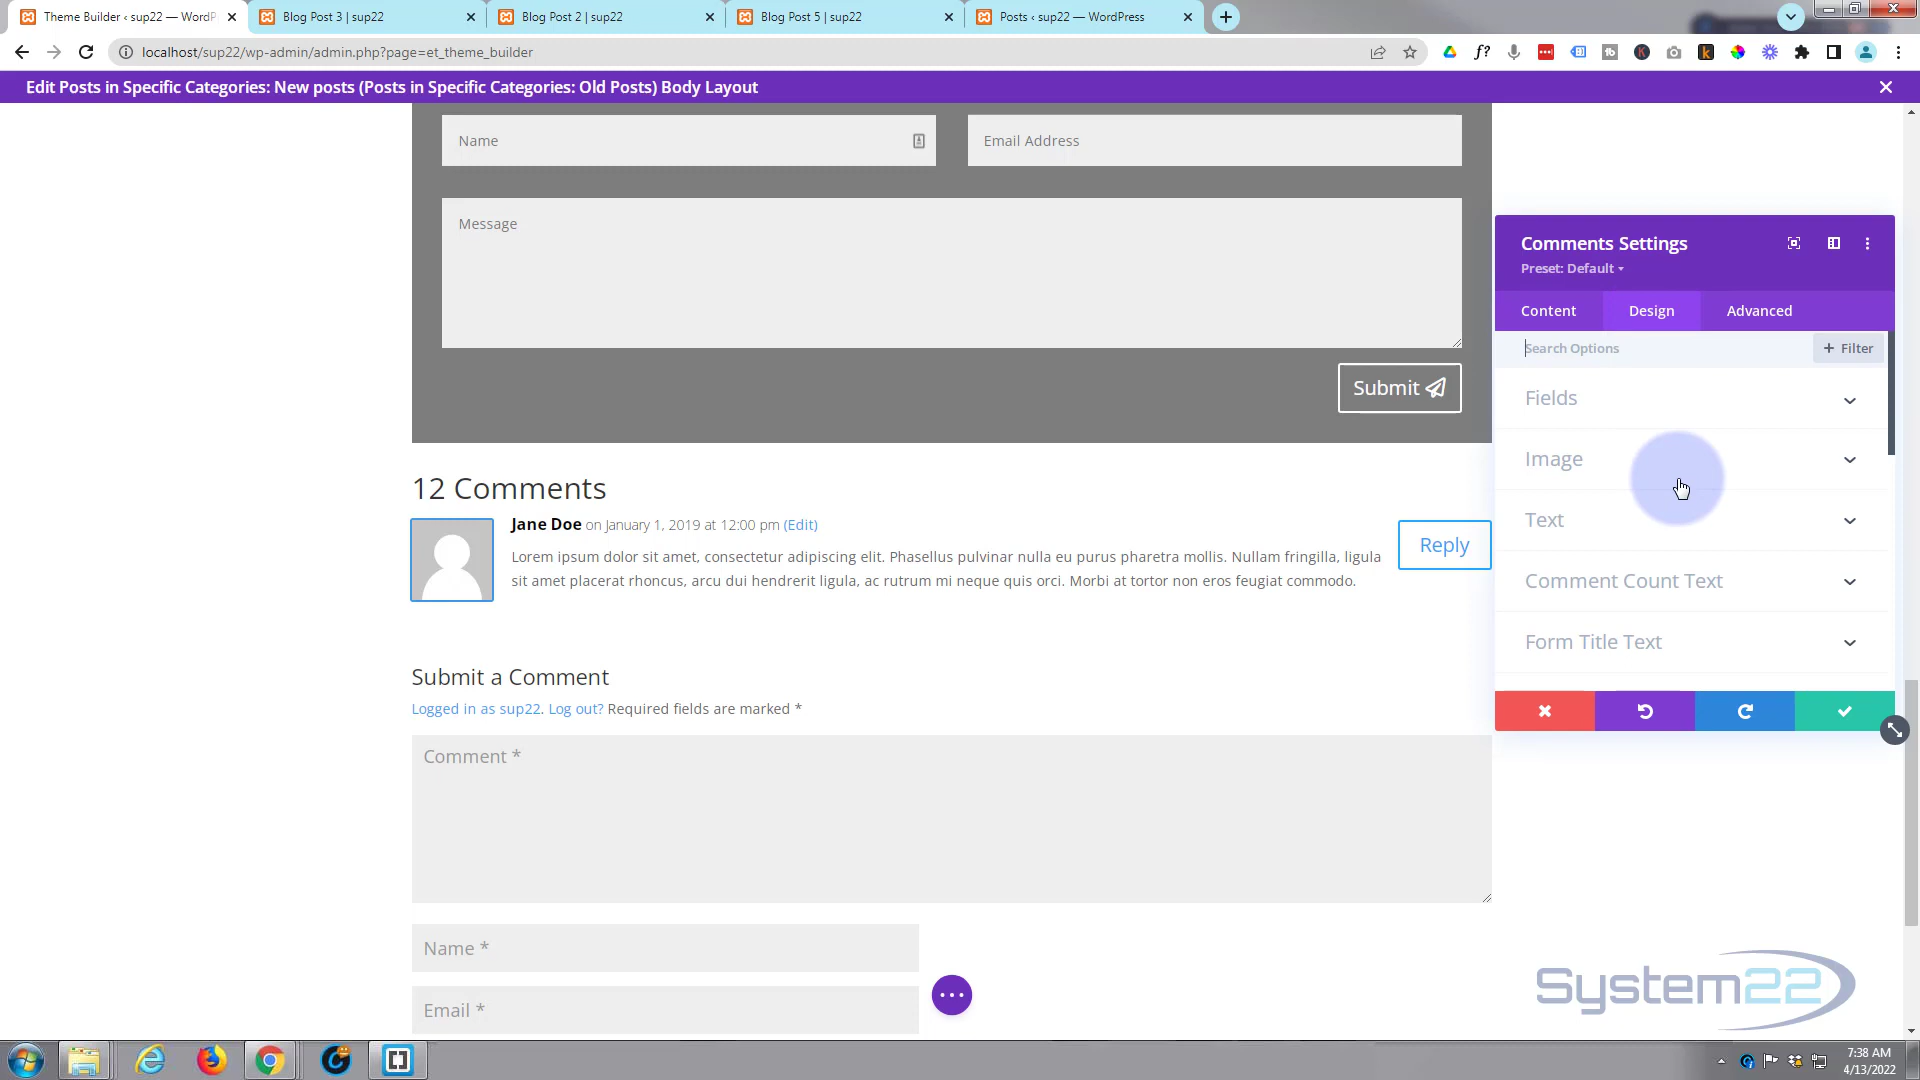 Theme Builder ‹ sup22 — WordP
Blog Post 3 | sup22
Blog Post 2 | sup22
Blog Post 5 | sup22
Posts ‹ sup22 — WordPress
localhost/sup22/wp-admin/admin.php?page=et_theme_builder
Edit Posts in Specific Categories: New posts (Posts in Specific Categories: Old Posts) Body Layout
Name
Email Address
Message
Submit
Comments Settings
Preset: Default
Content
Design
Advanced
Search Options
+ Filter
Fields
Image
Text
Comment Count Text
Form Title Text
12 Comments
Jane Doe on January 1, 2019 at 12:00 pm (Edit)
Lorem ipsum dolor sit amet, consectetur adipiscing elit. Phasellus pulvinar nulla eu purus pharetra mollis. Nullam fringilla, ligula
sit amet placerat rhoncus, arcu dui hendrerit ligula, ac rutrum mi neque quis orci. Morbi at tortor non eros feugiat commodo.
Reply
Submit a Comment
Logged in as sup22. Log out? Required fields are marked *
Comment *
Name *
Email *
System22
7:38 AM
4/13/2022